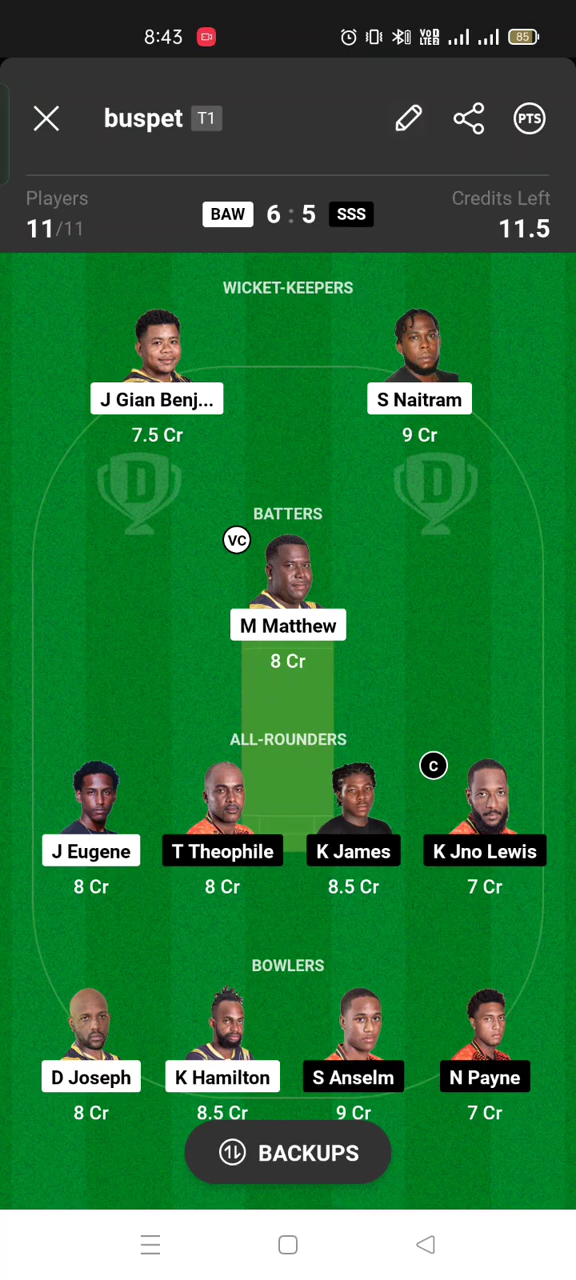 8:43
VoD
LTE2
85
buspet T1
PTS
Players
11/11
BAW 6 : 5 SSS
Credits Left
11.5
WICKET-KEEPERS
J Gian Benj... S Naitram
7.5 Cr 9 Cr
D D
BATTERS
VC
M Matthew
8 Cr
ALL-ROUNDERS
C
J Eugene T Theophile K James K Jno Lewis
8 Cr 8 Cr 8.5 Cr 7 Cr
BOWLERS
D Joseph K Hamilton S Anselm N Payne
8 Cr 8.5 Cr 9 Cr 7 Cr
BACKUPS